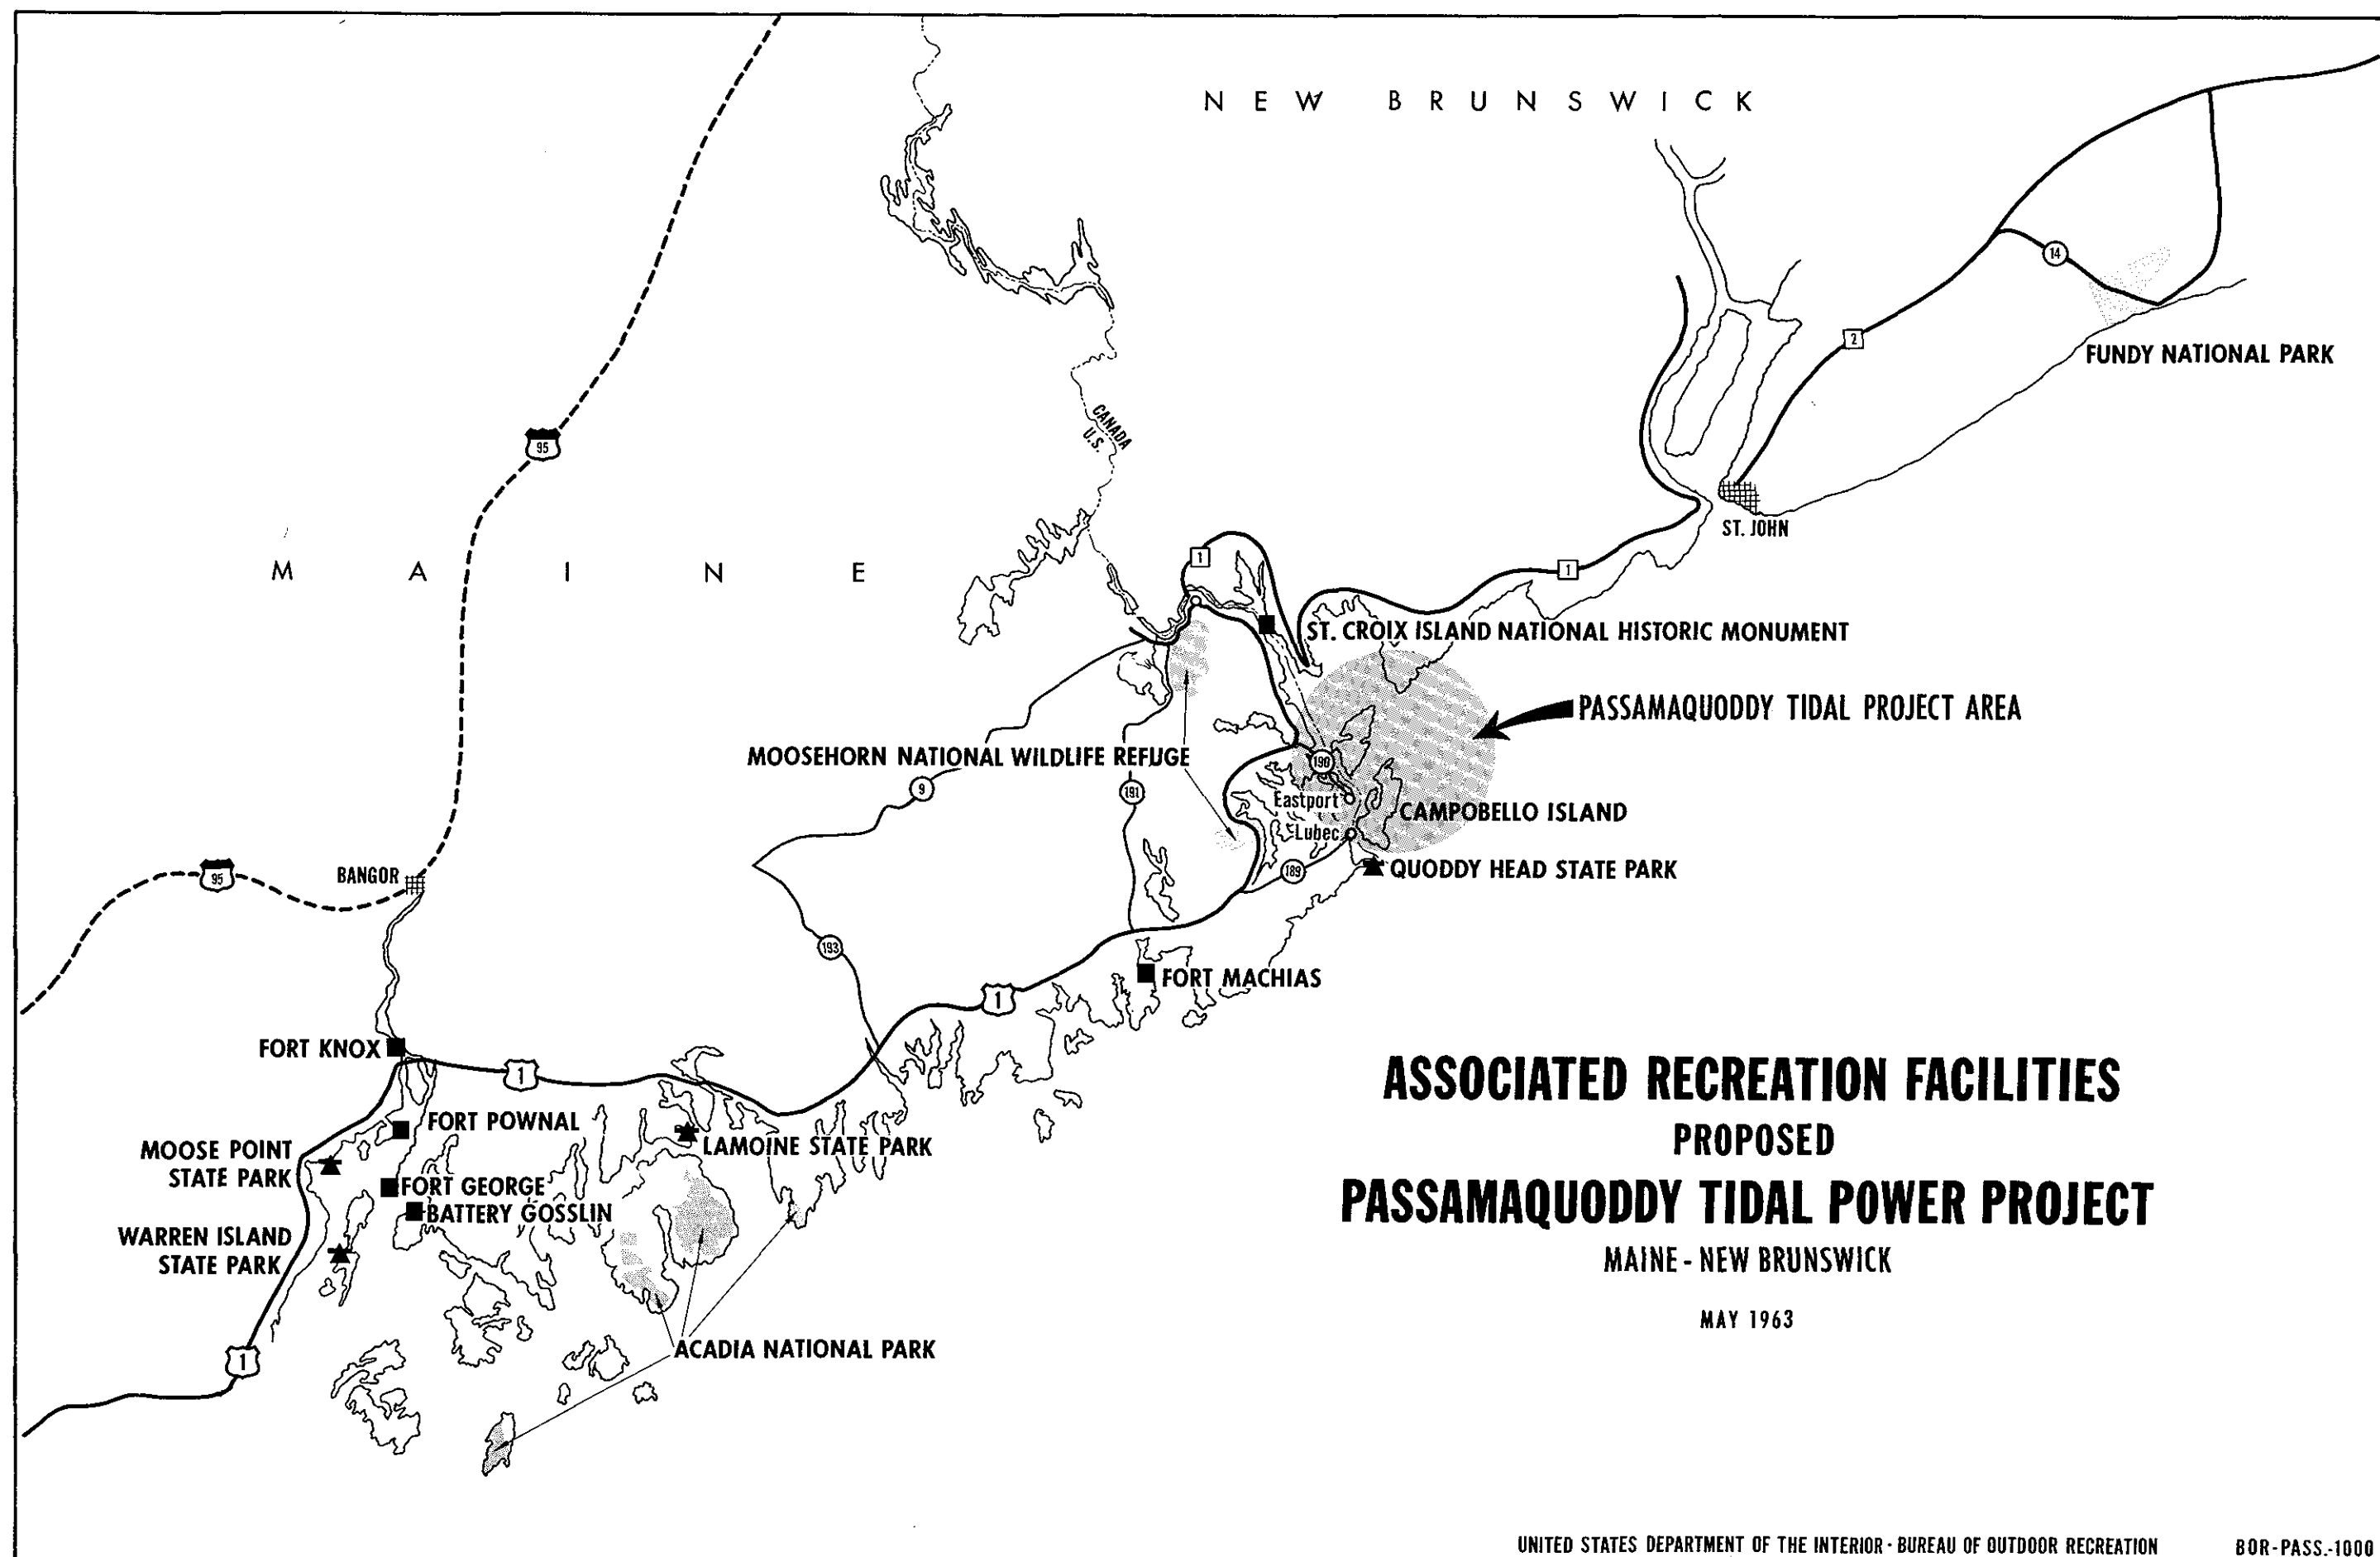 NEW BRUNSWICK
14
2
FUNDY NATIONAL PARK
95
CANADA
U.S.
ST. JOHN
MAINE
1
1
ST. CROIX ISLAND NATIONAL HISTORIC MONUMENT
PASSAMAQUODDY TIDAL PROJECT AREA
MOOSEHORN NATIONAL WILDLIFE REFUGE
190
9
191
Eastport
CAMPOBELLO ISLAND
Lubec
189
QUODDY HEAD STATE PARK
95
BANGOR
193
FORT MACHIAS
1
FORT KNOX
1
FORT POWNAL
MOOSE POINT
STATE PARK
LAMOINE STATE PARK
FORT GEORGE
BATTERY GOSSLIN
WARREN ISLAND
STATE PARK
ACADIA NATIONAL PARK
1
ASSOCIATED RECREATION FACILITIES
PROPOSED
PASSAMAQUODDY TIDAL POWER PROJECT
MAINE - NEW BRUNSWICK
MAY 1963
UNITED STATES DEPARTMENT OF THE INTERIOR · BUREAU OF OUTDOOR RECREATION
BOR-PASS.-1000